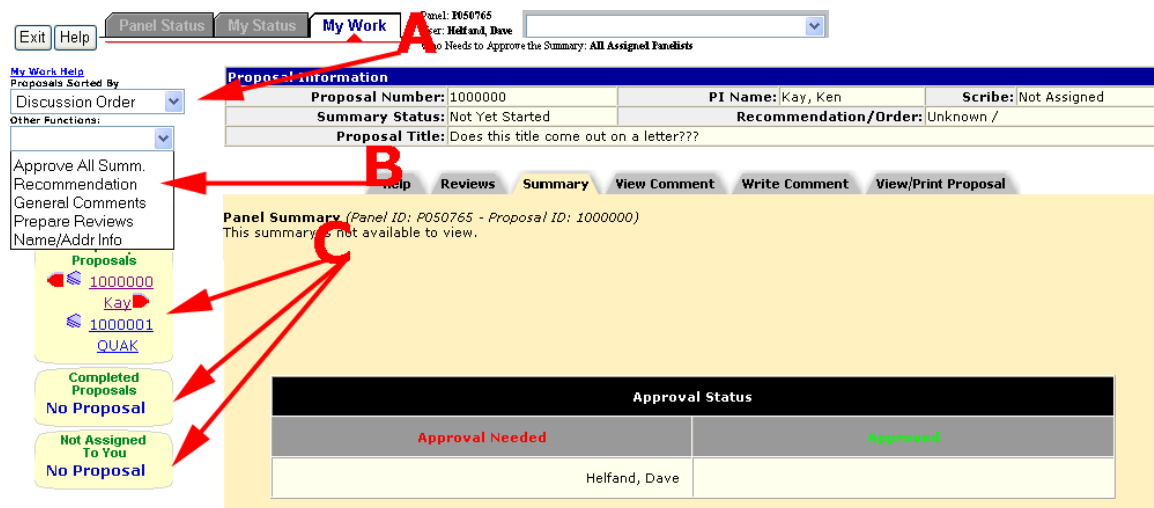 Exit Help Panel Status My Status My Work
Panel: P050765
User: Helfand, Dave
Needs to Approve the Summary: All Assigned Panelists
A
My Work Help
Proposals Sorted By
Discussion Order
Other Functions:
Approve All Summ.
Recommendation
General Comments
Prepare Reviews
Name/Addr Info
B
Proposals
1000000
Kay
1000001
QUAK
Completed
Proposals
No Proposal
Not Assigned
To You
No Proposal
C
Proposal Information
Proposal Number: 1000000 PI Name: Kay, Ken Scribe: Not Assigned
Summary Status: Not Yet Started Recommendation/Order: Unknown /
Proposal Title: Does this title come out on a letter???
Help Reviews Summary View Comment Write Comment View/Print Proposal
Panel Summary (Panel ID: P050765 - Proposal ID: 1000000)
This summary is not available to view.
Approval Status
Approval Needed Approved
Helfand, Dave